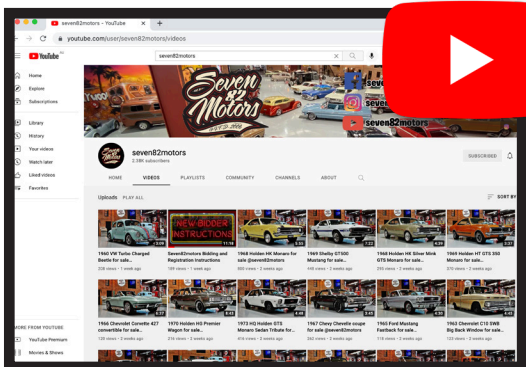 seven82motors - YouTube
youtube.com/user/seven82motors/videos
YouTube
seven82motors
Home
Explore
Subscriptions
Library
History
Your videos
Watch later
Liked videos
Favorites
MORE FROM YOUTUBE
YouTube Premium
Movies & Shows
Seven
82
Motors
seven82motors
seven82motors
2.38K subscribers
SUBSCRIBED
HOME VIDEOS PLAYLISTS COMMUNITY CHANNELS ABOUT
Uploads PLAY ALL
SORT BY
NEW BIDDER
INSTRUCTIONS
1960 VW Turbo Charged
Beetle for sale...
Seven82motors Bidding and
Registration Instructions
1968 Holden HK Monaro for
sale @seven82motors
1969 Shelby GT500
Mustang for sale...
1968 Holden HK Silver Mink
GTS Monaro for sale...
1969 Holden HT GTS 350
Monaro for sale...
1966 Chevrolet Corvette 427
convertible for sale...
1970 Holden HG Premier
Wagon for sale...
1973 HQ Holden GTS
Monaro Sedan Tribute for...
1967 Chevy Chevelle coupe
for sale @seven82motors
1965 Ford Mustang
Fastback for sale...
1963 Chevrolet C10 SWB
Big Back Window for sale...